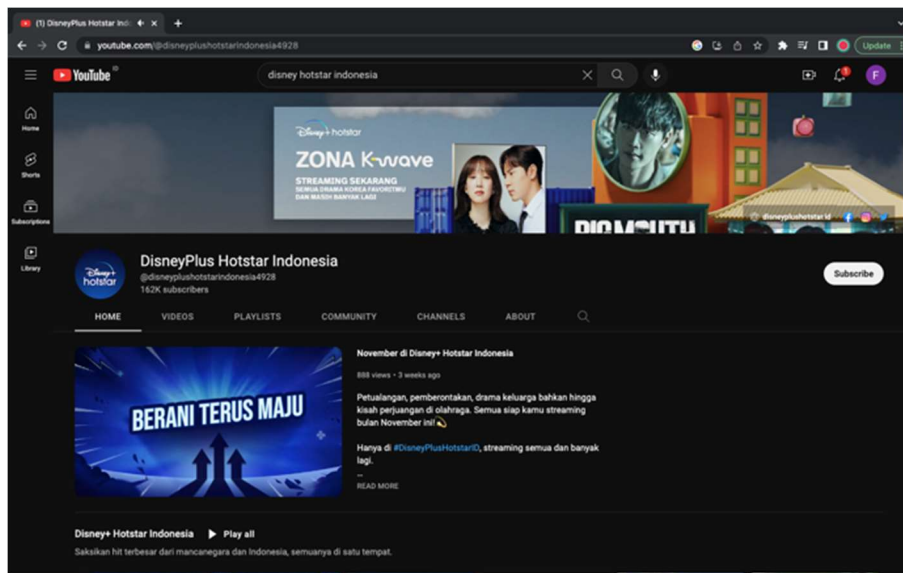 (1) DisneyPlus Hotstar Ind
youtube.com/@disneyplushotstarindonesia4928
Update
YouTube ID
disney hotstar indonesia
F
Home
Shorts
Subscriptions
Library
Disney+ hotstar
ZONA K-wave
STREAMING SEKARANG
SEMUA DRAMA KOREA FAVORITMU
DAN MASIH BANYAK LAGI
BIGMOUTH
disneyplushotstar.id
Disney+
hotstar
DisneyPlus Hotstar Indonesia
@disneyplushotstarindonesia4928
162K subscribers
Subscribe
HOME VIDEOS PLAYLISTS COMMUNITY CHANNELS ABOUT
BERANI TERUS MAJU
November di Disney+ Hotstar Indonesia
888 views • 3 weeks ago
Petualangan, pemberontakan, drama keluarga bahkan hingga
kisah perjuangan di olahraga. Semua siap kamu streaming
bulan November ini!💫
Hanya di #DisneyPlusHotstarID, streaming semua dan banyak
lagi.
...
READ MORE
Disney+ Hotstar Indonesia Play all
Saksikan hit terbesar dari mancanegara dan Indonesia, semuanya di satu tempat.